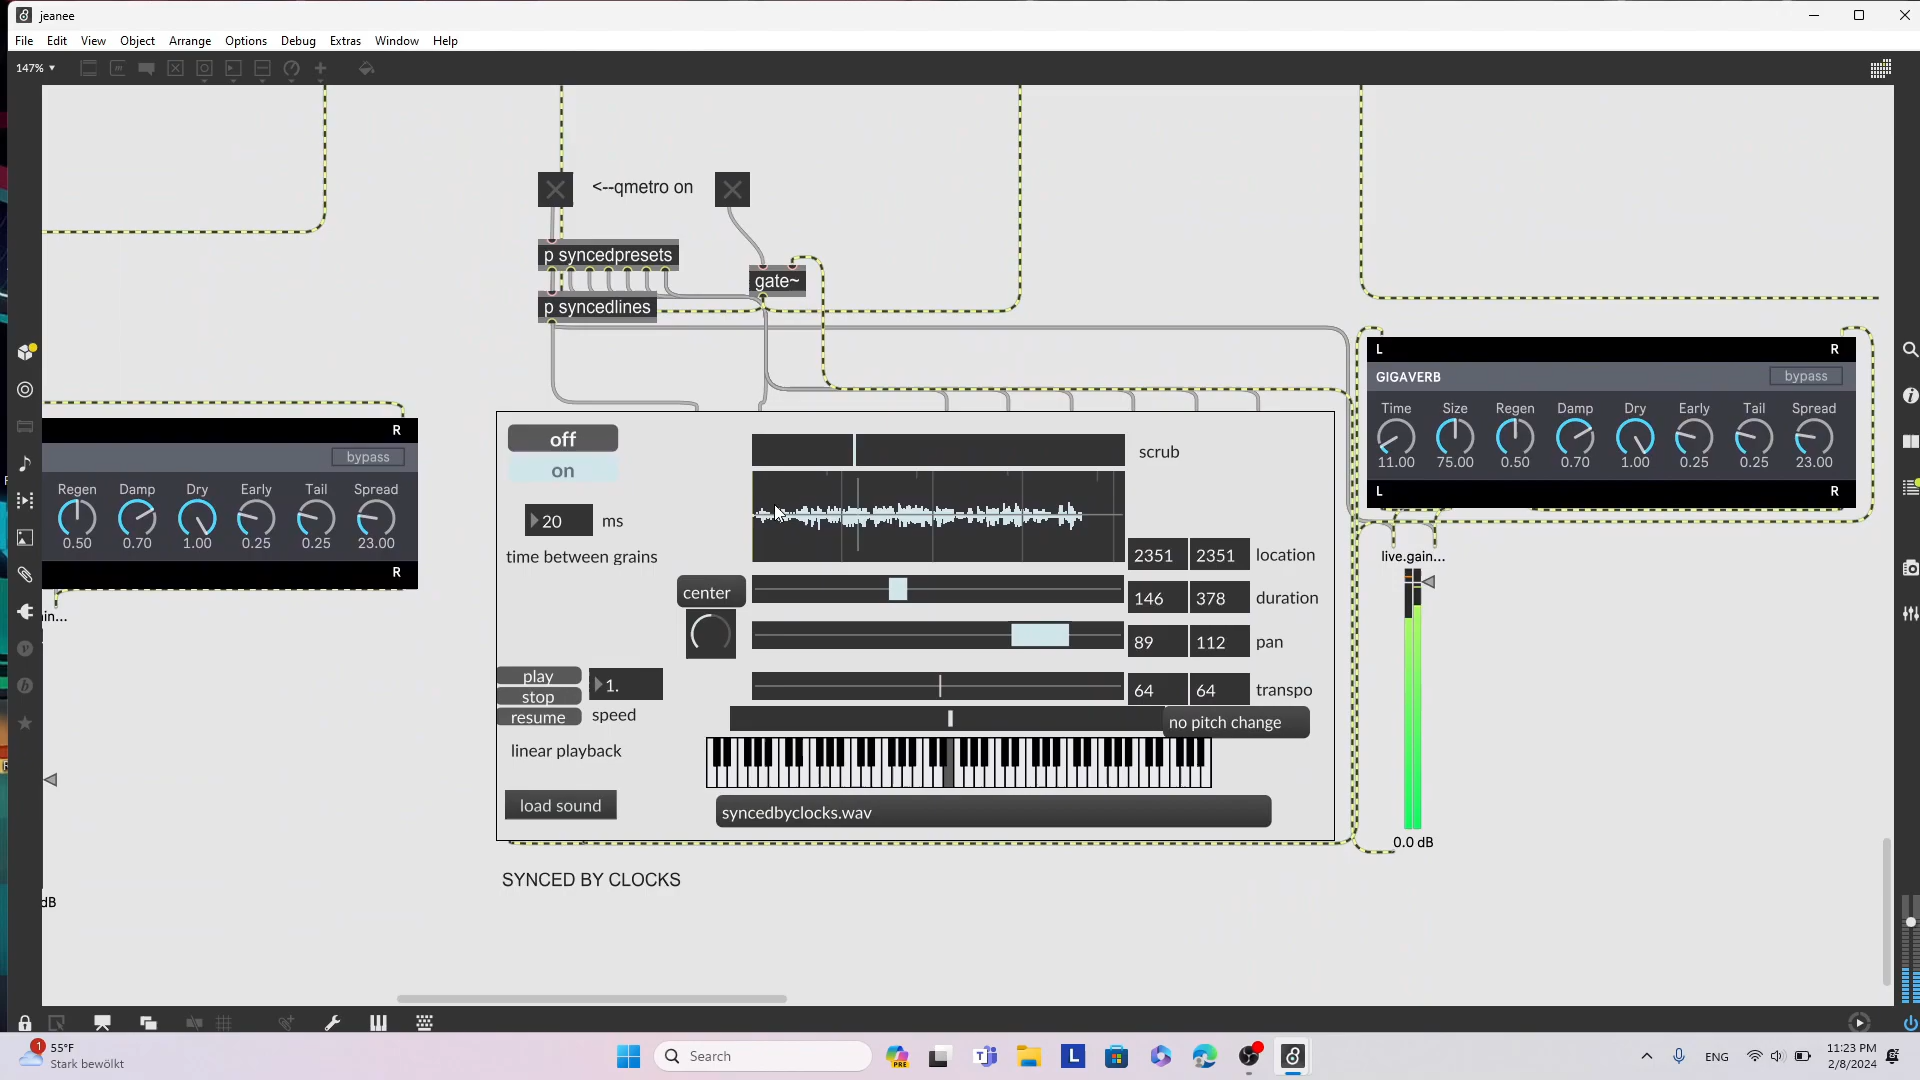 jeanee
File Edit View Object Arrange Options Debug Extras Window Help
147%
<--qmetro on
p syncedpresets
gate~
p syncedlines
L R
GIGAVERB bypass
Time Size Regen Damp Dry Early Tail Spread
11.00 75.00 0.50 0.70 1.00 0.25 0.25 23.00
L R
R
bypass
Regen Damp Dry Early Tail Spread
0.50 0.70 1.00 0.25 0.25 23.00
R
in...
dB
off
on
20 ms
time between grains
scrub
2351 2351 location
center
146 378 duration
89 112 pan
play
stop
resume
1.
speed
linear playback
64 64 transpo
no pitch change
load sound
syncedbyclocks.wav
live.gain...
0.0 dB
SYNCED BY CLOCKS
1
55°F
Stark bewölkt
Search
PRE
L
ENG
11:23 PM
2/8/2024